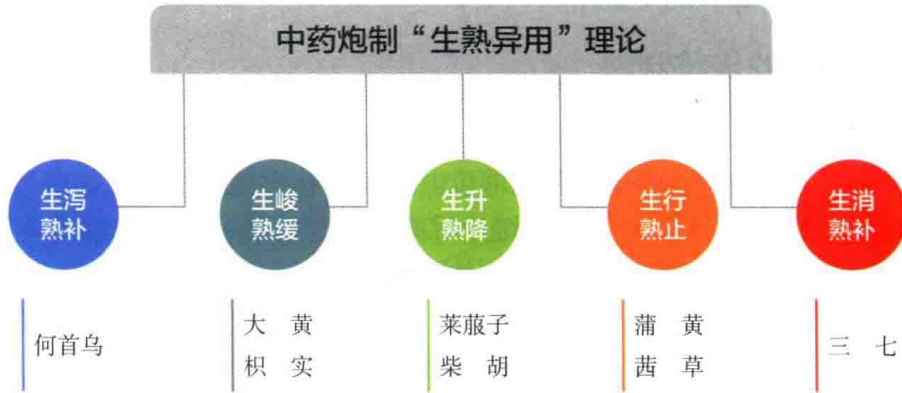 中药炮制“生熟异用”理论
生泻
熟补
生峻
熟缓
生升
熟降
生行
熟止
生消
熟补
何首乌
大 黄
枳 实
莱菔子
柴 胡
蒲 黄
茜 草
三 七